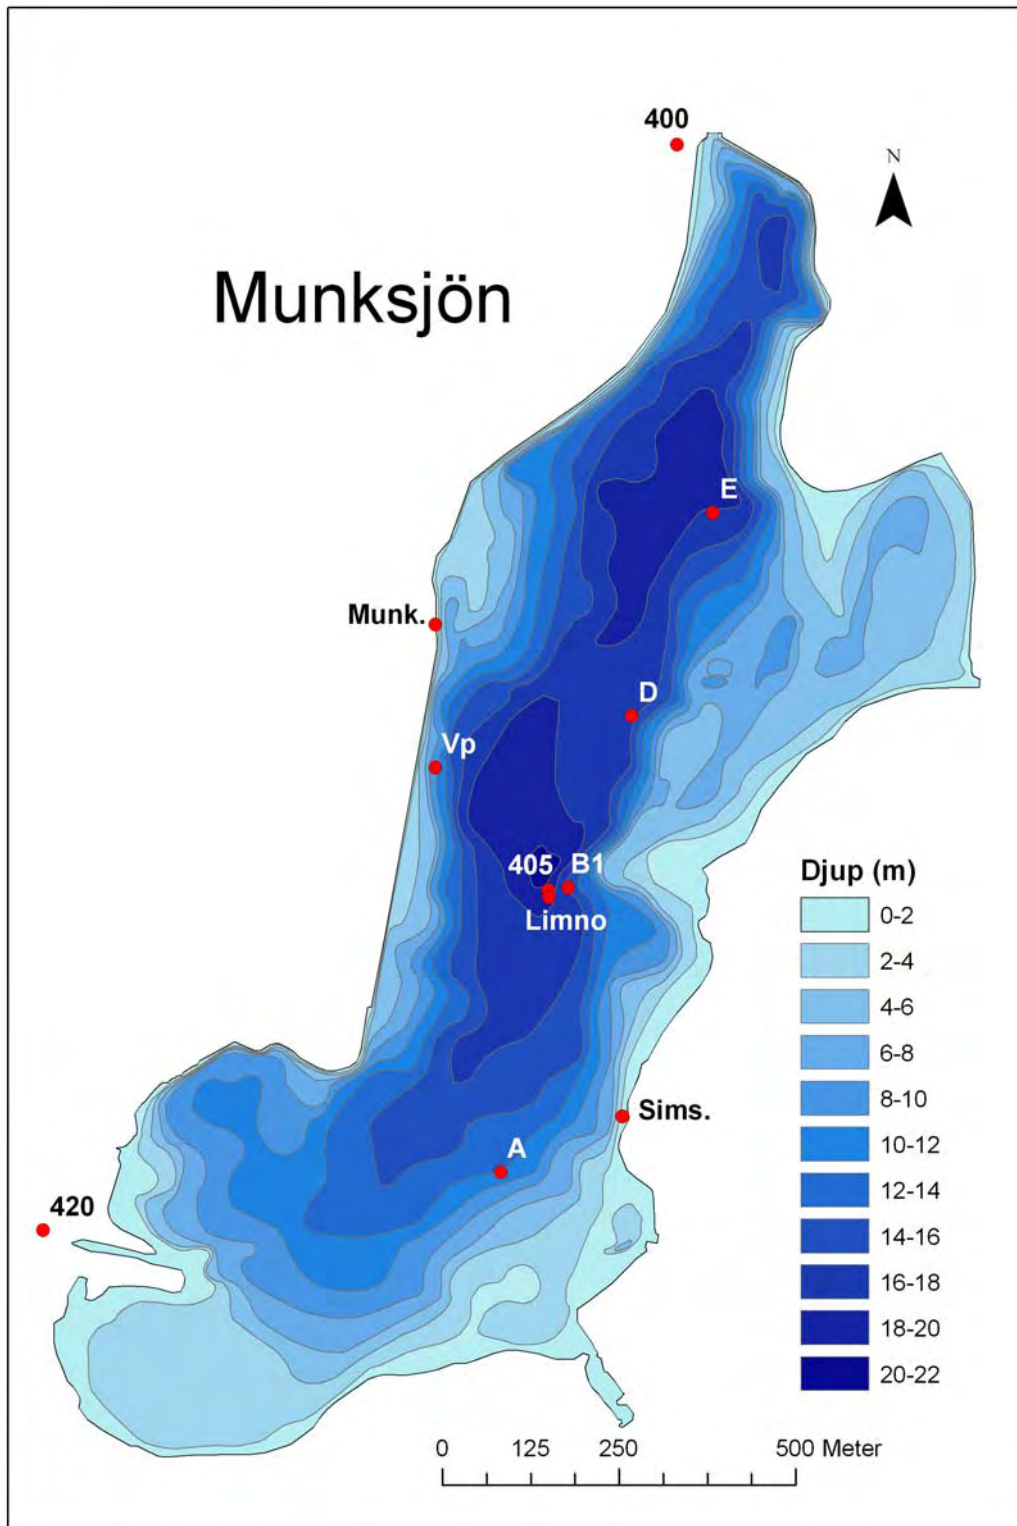 400
N
Munksjön
E
Munk.
D
Vp
405
B1
Limno
Djup (m)
0-2
2-4
4-6
6-8
8-10
10-12
12-14
14-16
16-18
18-20
20-22
Sims.
A
420
0 125 250 500 Meter